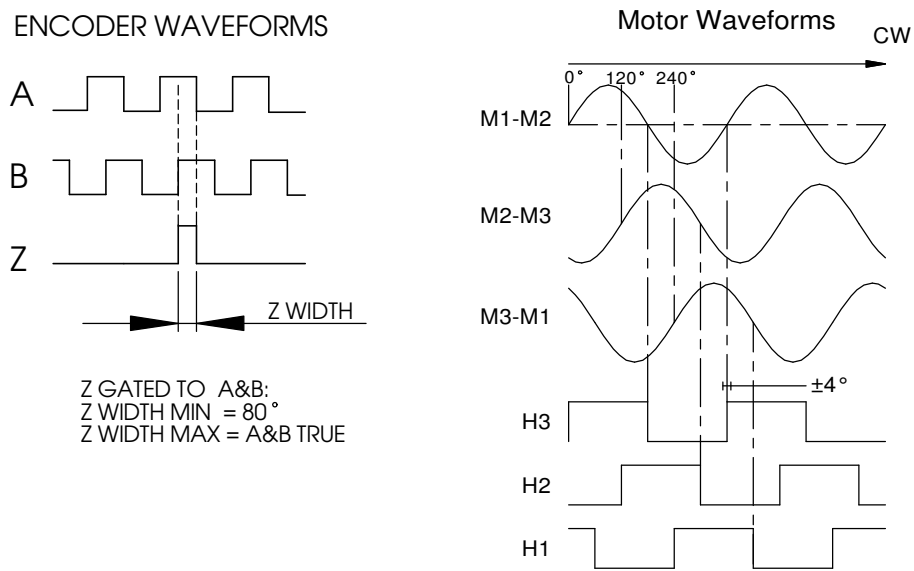 ENCODER WAVEFORMS
A
B
Z
Z WIDTH
Z GATED TO A&B:
Z WIDTH MIN = 80°
Z WIDTH MAX = A&B TRUE
Motor Waveforms
CW
0° 120° 240°
M1-M2
M2-M3
M3-M1
±4°
H3
H2
H1